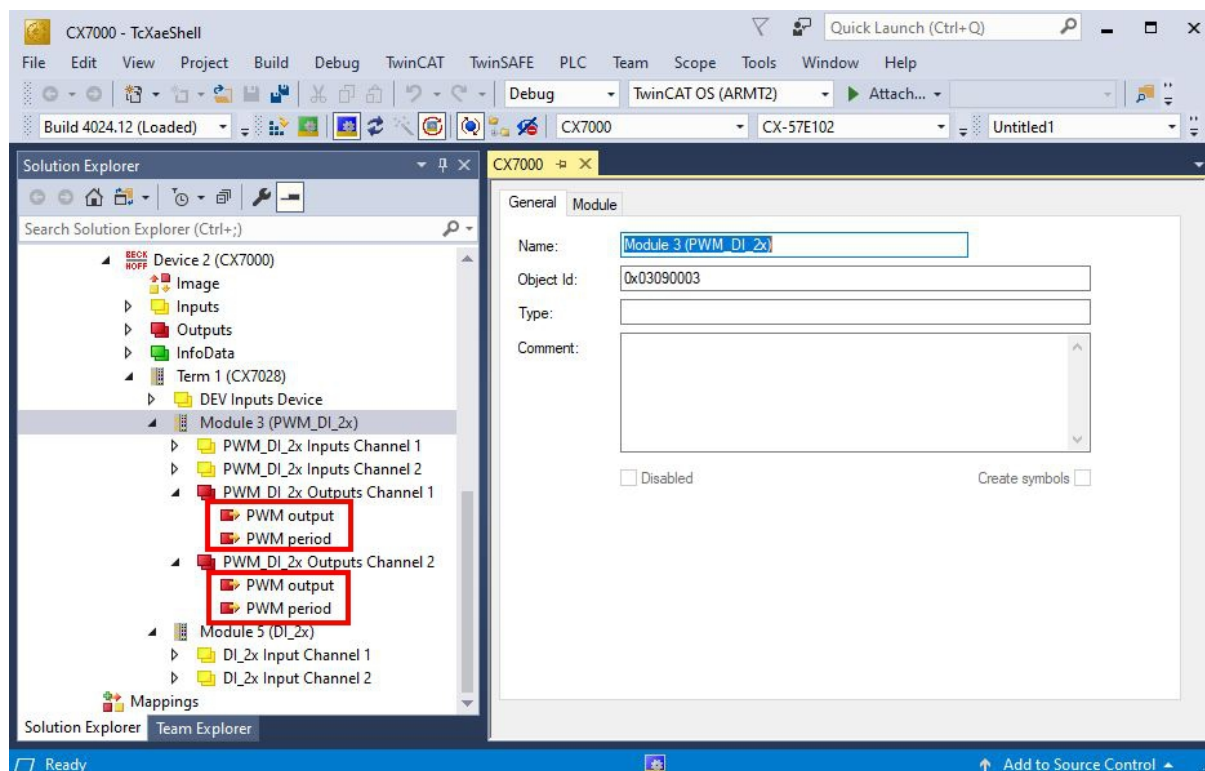 CX7000 - TcXaeShell
Quick Launch (Ctrl+Q)
File Edit View Project Build Debug TwinCAT TwinSAFE PLC Team Scope Tools Window Help
Debug TwinCAT OS (ARMT2) Attach...
Build 4024.12 (Loaded) CX7000 CX-57E102 Untitled1
Solution Explorer
Search Solution Explorer (Ctrl+;)
BECK
HOFF
Device 2 (CX7000)
Image
Inputs
Outputs
InfoData
Term 1 (CX7028)
DEV Inputs Device
Module 3 (PWM_DI_2x)
PWM_DI_2x Inputs Channel 1
PWM_DI_2x Inputs Channel 2
PWM_DI_2x Outputs Channel 1
PWM output
PWM period
PWM_DI_2x Outputs Channel 2
PWM output
PWM period
Module 5 (DI_2x)
DI_2x Input Channel 1
DI_2x Input Channel 2
Mappings
Solution Explorer Team Explorer
CX7000
General Module
Name: Module 3 (PWM_DI_2x)
Object Id: 0x03090003
Type:
Comment:
Disabled Create symbols
Ready Add to Source Control